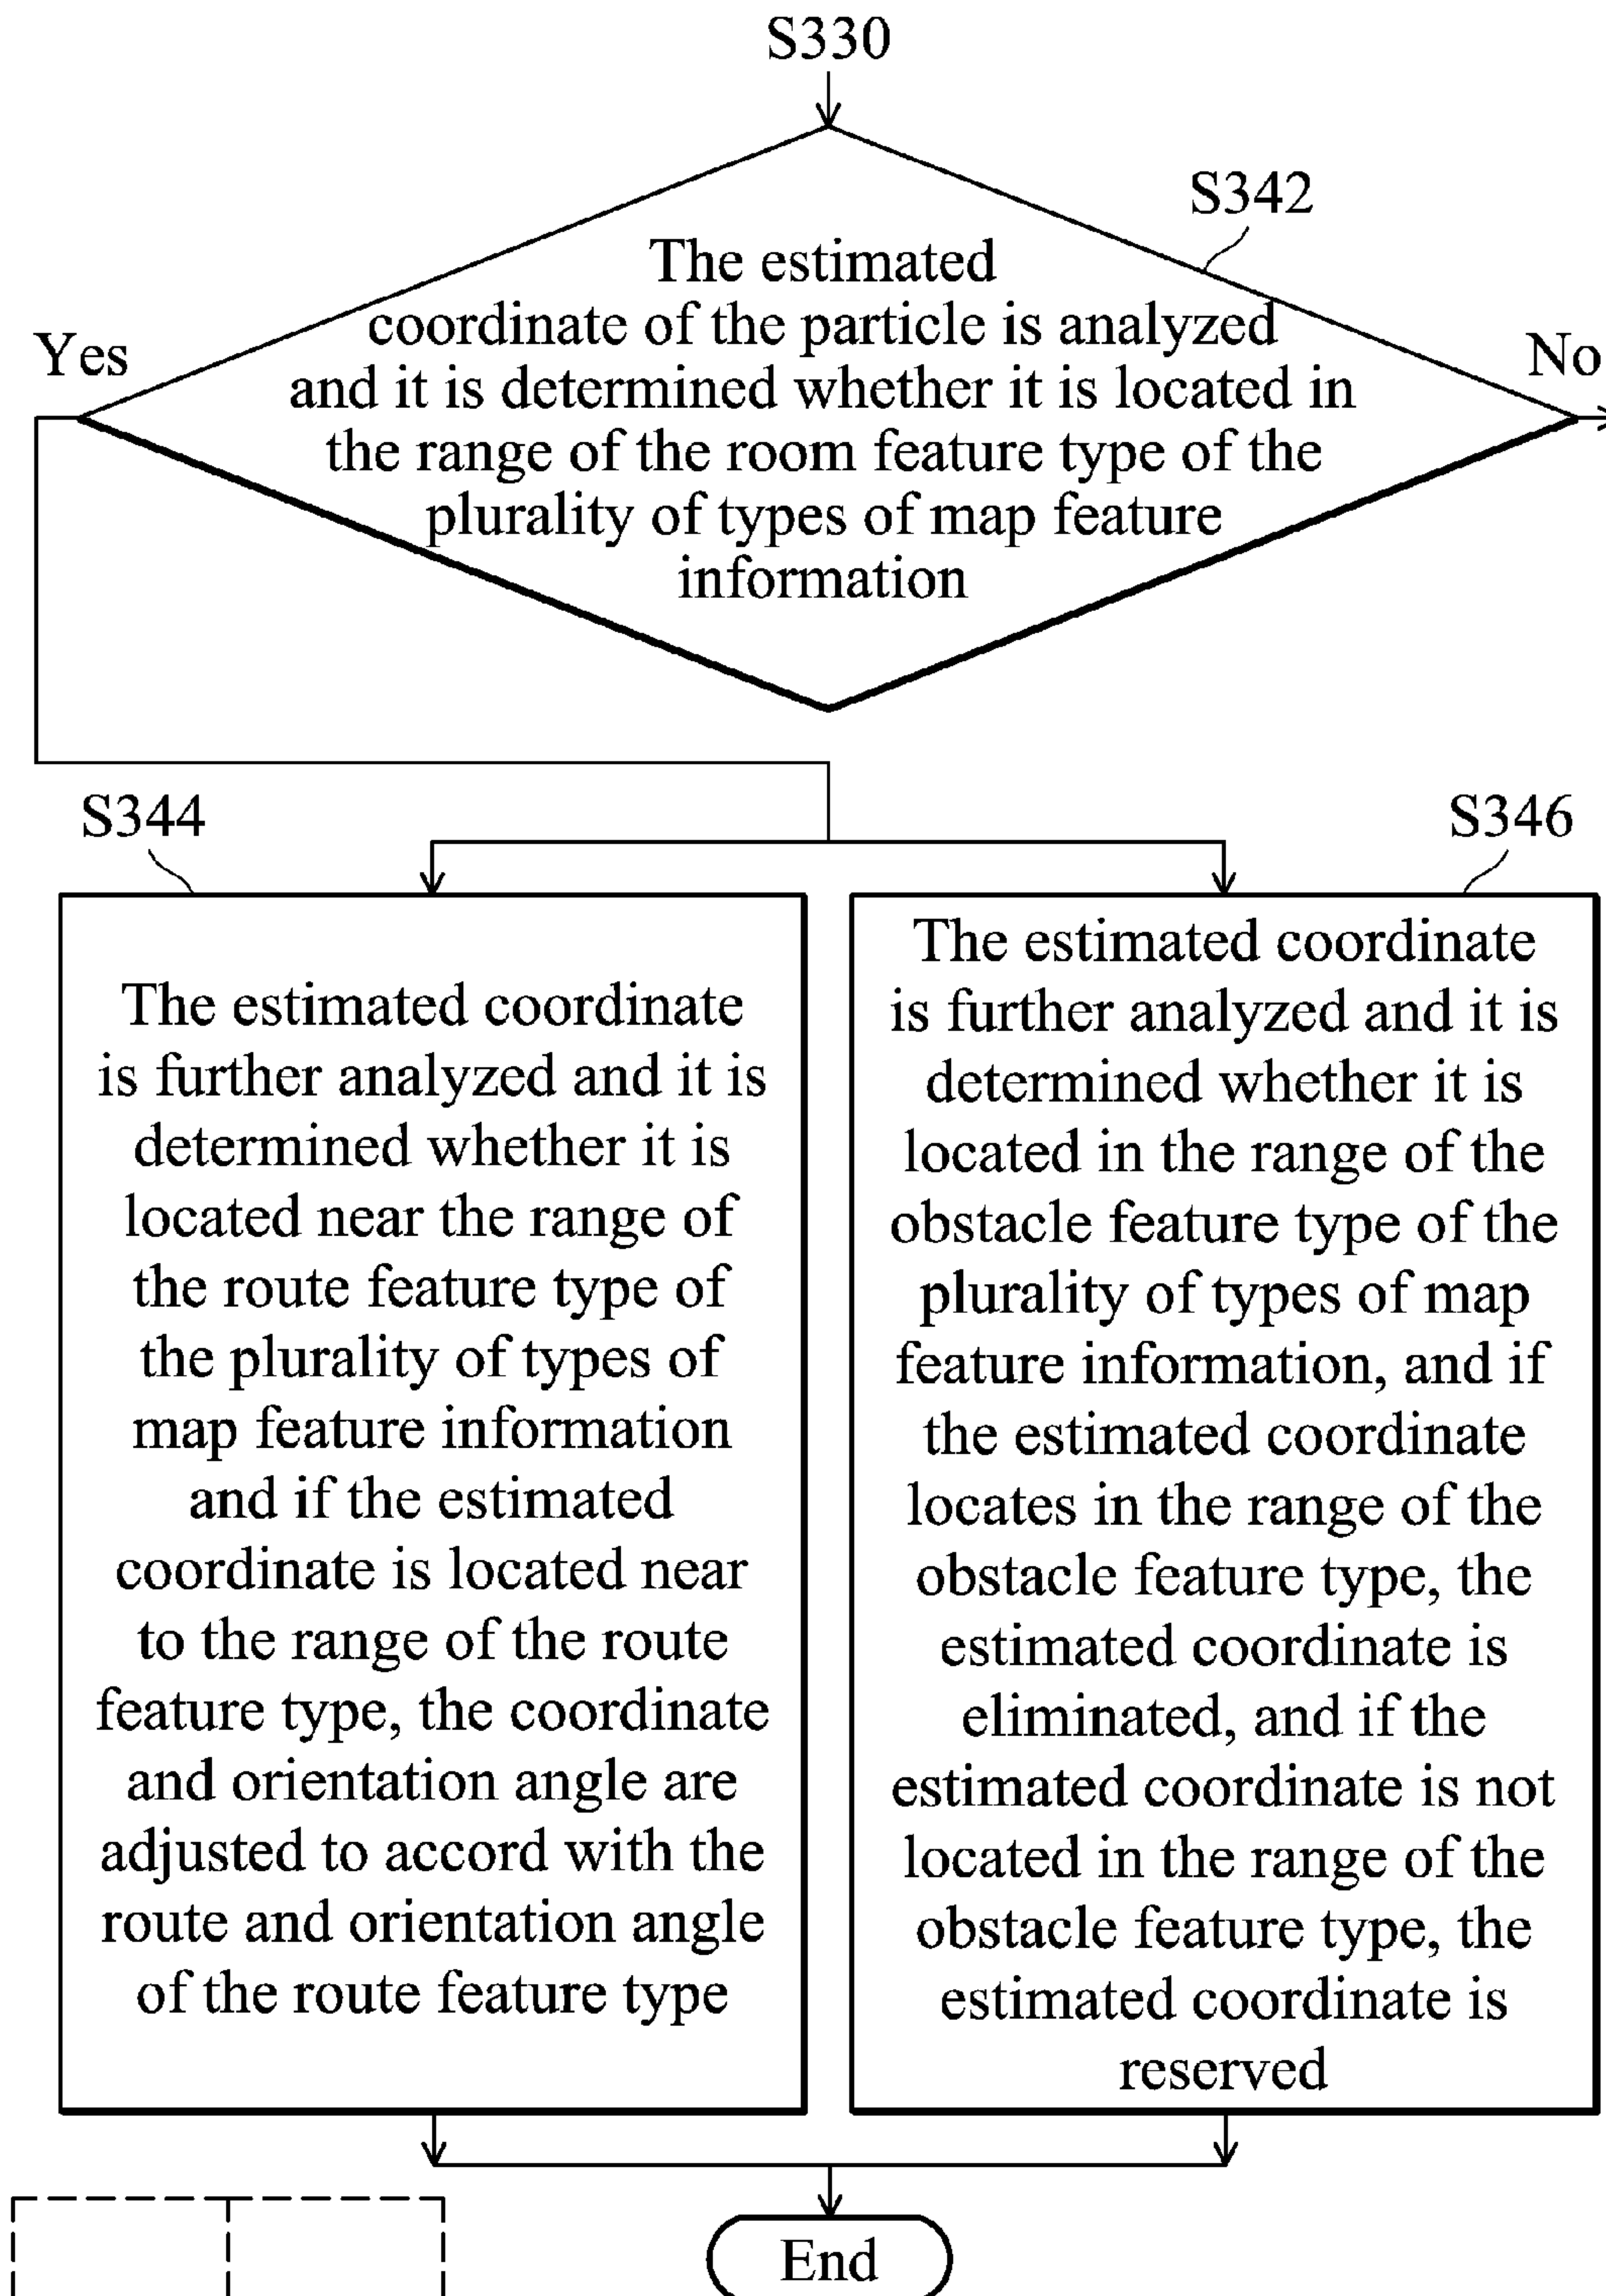 S330
S342
The estimated
coordinate of the particle is analyzed
and it is determined whether it is located in
the range of the room feature type of the
plurality of types of map feature
information
Yes
No
S344
The estimated coordinate
is further analyzed and it is
determined whether it is
located near the range of
the route feature type of
the plurality of types of
map feature information
and if the estimated
coordinate is located near
to the range of the route
feature type, the coordinate
and orientation angle are
adjusted to accord with the
route and orientation angle
of the route feature type
S346
The estimated coordinate
is further analyzed and it is
determined whether it is
located in the range of the
obstacle feature type of the
plurality of types of map
feature information, and if
the estimated coordinate
locates in the range of the
obstacle feature type, the
estimated coordinate is
eliminated, and if the
estimated coordinate is not
located in the range of the
obstacle feature type, the
estimated coordinate is
reserved
End